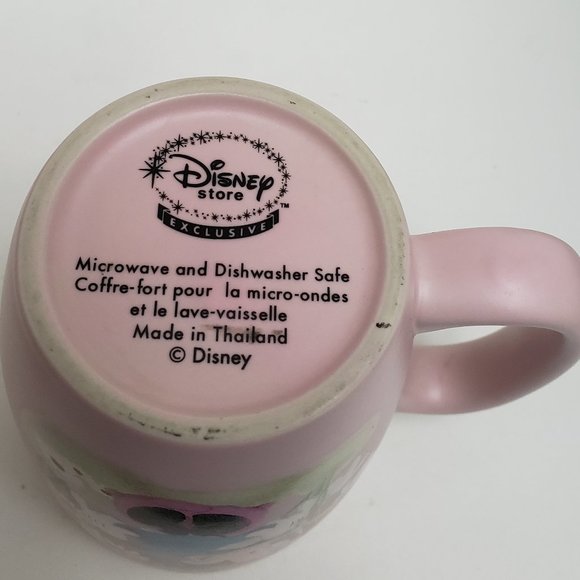 Disney
store
TM
EXCLUSIVE
Microwave and Dishwasher Safe
Coffre-fort pour la micro-ondes
et le lave-vaisselle
Made in Thailand
© Disney